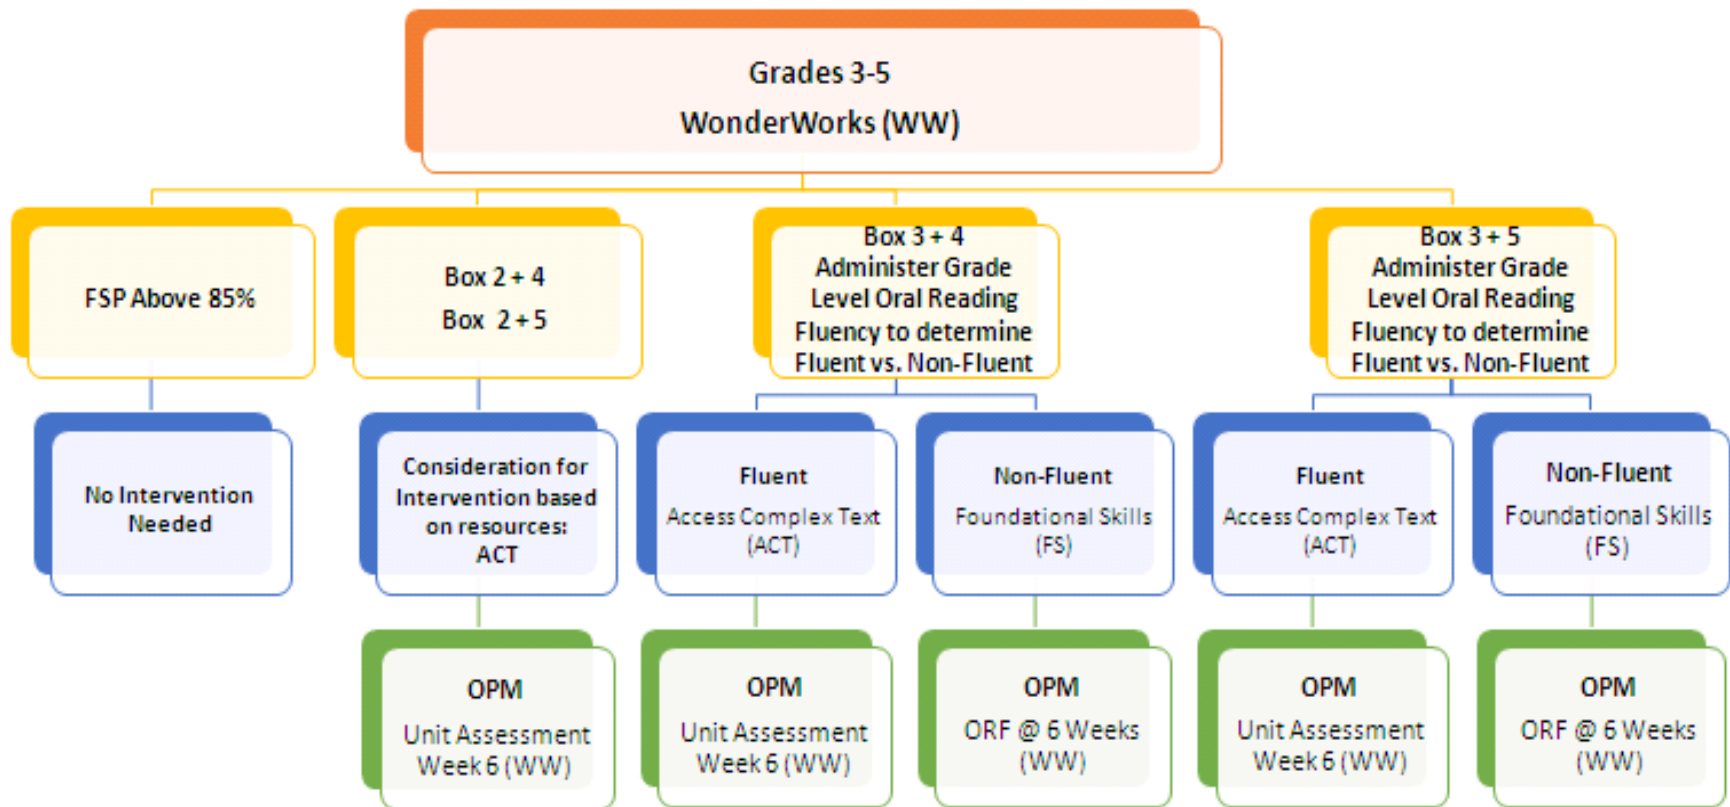 Grades 3-5
WonderWorks (WW)
FSP Above 85%
Box 2 + 4
Box 2 + 5
Box 3 + 4
Administer Grade
Level Oral Reading
Fluency to determine
Fluent vs. Non-Fluent
Box 3 + 5
Administer Grade
Level Oral Reading
Fluency to determine
Fluent vs. Non-Fluent
No Intervention
Needed
Consideration for
Intervention based
on resources:
ACT
Fluent
Access Complex Text
(ACT)
Non-Fluent
Foundational Skills
(FS)
Fluent
Access Complex Text
(ACT)
Non-Fluent
Foundational Skills
(FS)
OPM
Unit Assessment
Week 6 (WW)
OPM
Unit Assessment
Week 6 (WW)
OPM
ORF @ 6 Weeks
(WW)
OPM
Unit Assessment
Week 6 (WW)
OPM
ORF @ 6 Weeks
(WW)